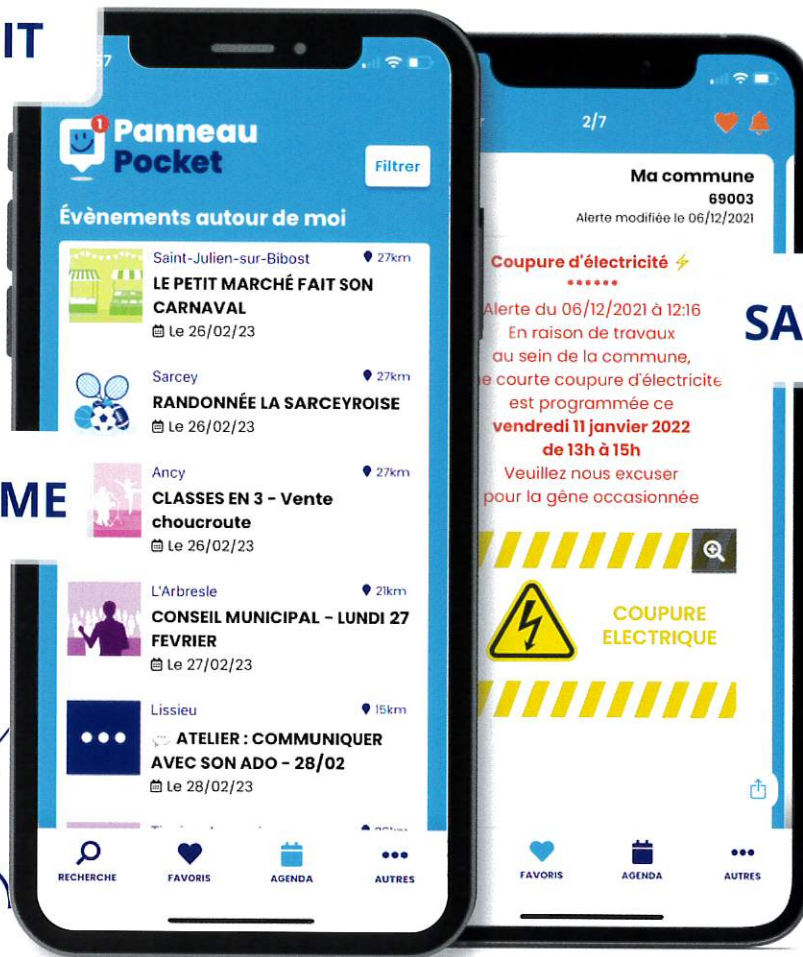 IT
57
1
Panneau
Pocket
Filtrer
Évènements autour de moi
Saint-Julien-sur-Bibost 27km
LE PETIT MARCHÉ FAIT SON
CARNAVAL
Le 26/02/23
Sarcey 27km
RANDONNÉE LA SARCEYROISE
Le 26/02/23
ME
Ancy 27km
CLASSES EN 3 - Vente
choucroute
Le 26/02/23
L'Arbresle 21km
CONSEIL MUNICIPAL - LUNDI 27
FEVRIER
Le 27/02/23
Lissieu 15km
ATELIER : COMMUNIQUER
AVEC SON ADO - 28/02
Le 28/02/23
RECHERCHE
FAVORIS
AGENDA
AUTRES
2/7
Ma commune
69003
Alerte modifiée le 06/12/2021
Coupure d'électricité
Alerte du 06/12/2021 à 12:16
En raison de travaux
au sein de la commune,
e courte coupure d'électricité
est programmée ce
vendredi 11 janvier 2022
de 13h à 15h
Veuillez nous excuser
pour la gêne occasionnée
SA
COUPURE
ELECTRIQUE
FAVORIS
AGENDA
AUTRES